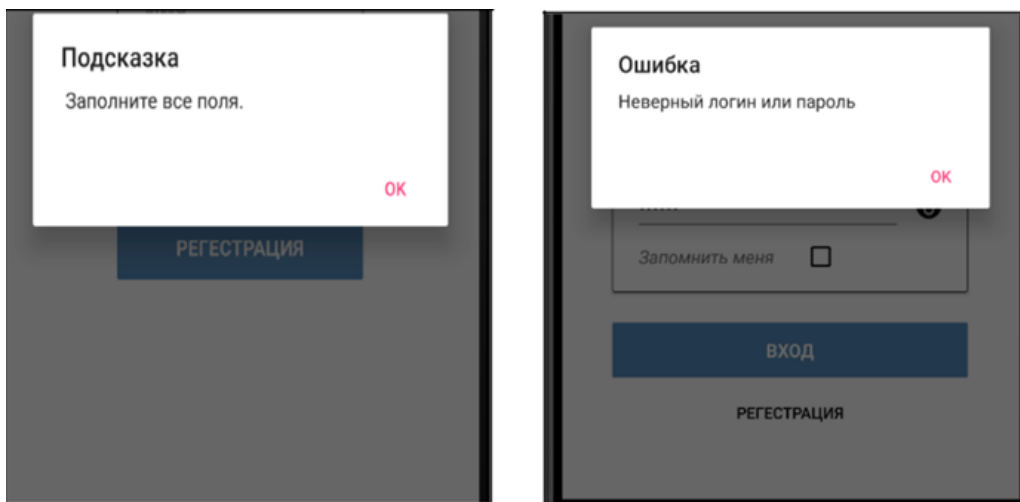 Подсказка
Заполните все поля.
OK
РЕГЕСТРАЦИЯ
Ошибка
Неверный логин или пароль
OK
Запомнить меня
ВХОД
РЕГЕСТРАЦИЯ